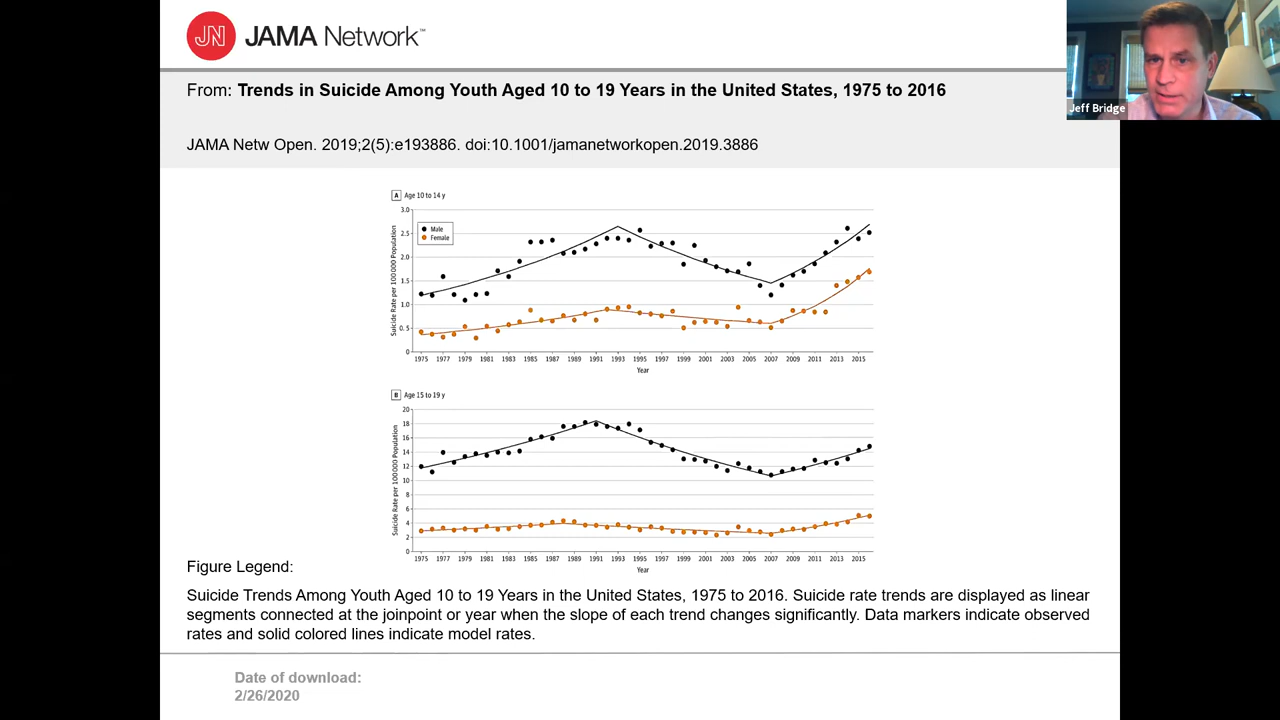 JN JAMA Network™
Jeff Bridge
From: Trends in Suicide Among Youth Aged 10 to 19 Years in the United States, 1975 to 2016
JAMA Netw Open. 2019;2(5):e193886. doi:10.1001/jamanetworkopen.2019.3886
A Age 10 to 14 y
Suicide Rate per 100 000 Population
3.0
2.5
2.0
1.5
1.0
0.5
0
Male
Female
1975 1977 1979 1981 1983 1985 1987 1989 1991 1993 1995 1997 1999 2001 2003 2005 2007 2009 2011 2013 2015
Year
B Age 15 to 19 y
Suicide Rate per 100 000 Population
20
18
16
14
12
10
8
6
4
2
0
1975 1977 1979 1981 1983 1985 1987 1989 1991 1993 1995 1997 1999 2001 2003 2005 2007 2009 2011 2013 2015
Year
Figure Legend:
Suicide Trends Among Youth Aged 10 to 19 Years in the United States, 1975 to 2016. Suicide rate trends are displayed as linear
segments connected at the joinpoint or year when the slope of each trend changes significantly. Data markers indicate observed
rates and solid colored lines indicate model rates.
Date of download:
2/26/2020